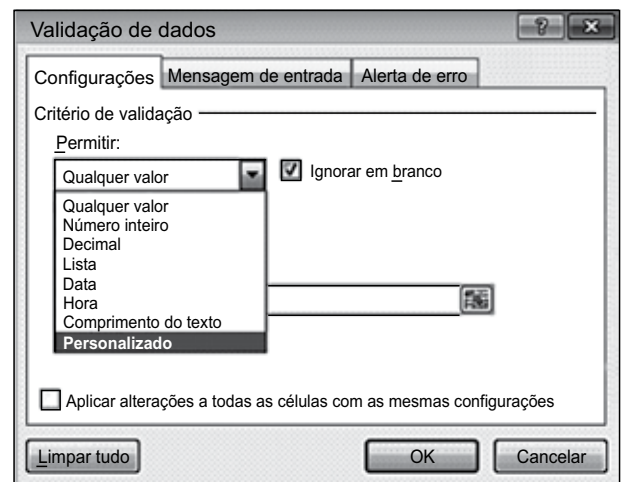 Validação de dados
Configurações Mensagem de entrada Alerta de erro
Critério de validação
Permitir:
Qualquer valor Ignorar em branco
Qualquer valor
Número inteiro
Decimal
Lista
Data
Hora
Comprimento do texto
Personalizado
Aplicar alterações a todas as células com as mesmas configurações
Limpar tudo OK Cancelar